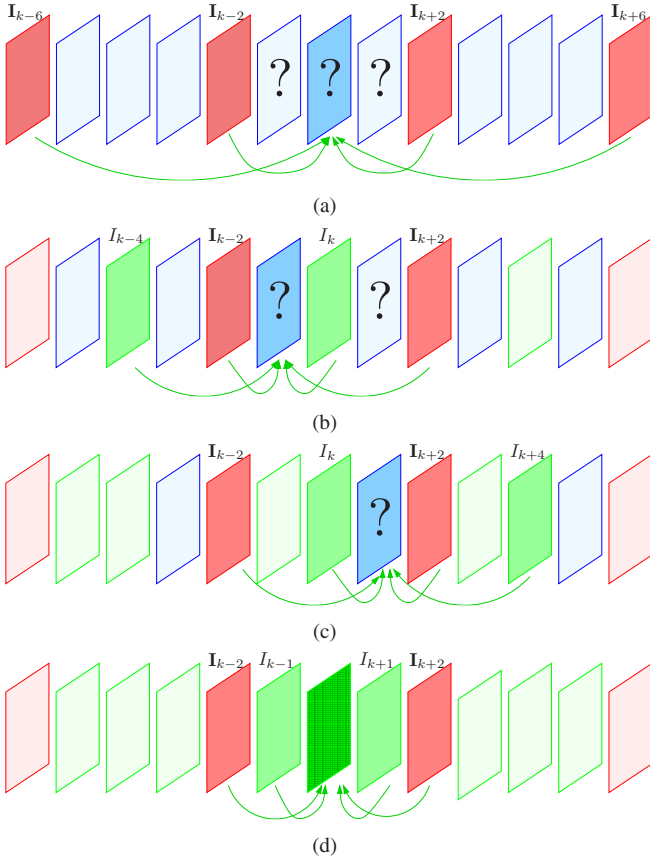 I_{k−6} I_{k−2} I_{k+2} I_{k+6}
? ? ?
(a)
I_{k−4} I_{k−2} I_k I_{k+2}
? ?
(b)
I_{k−2} I_k I_{k+2} I_{k+4}
?
(c)
I_{k−2} I_{k−1} I_{k+1} I_{k+2}
(d)